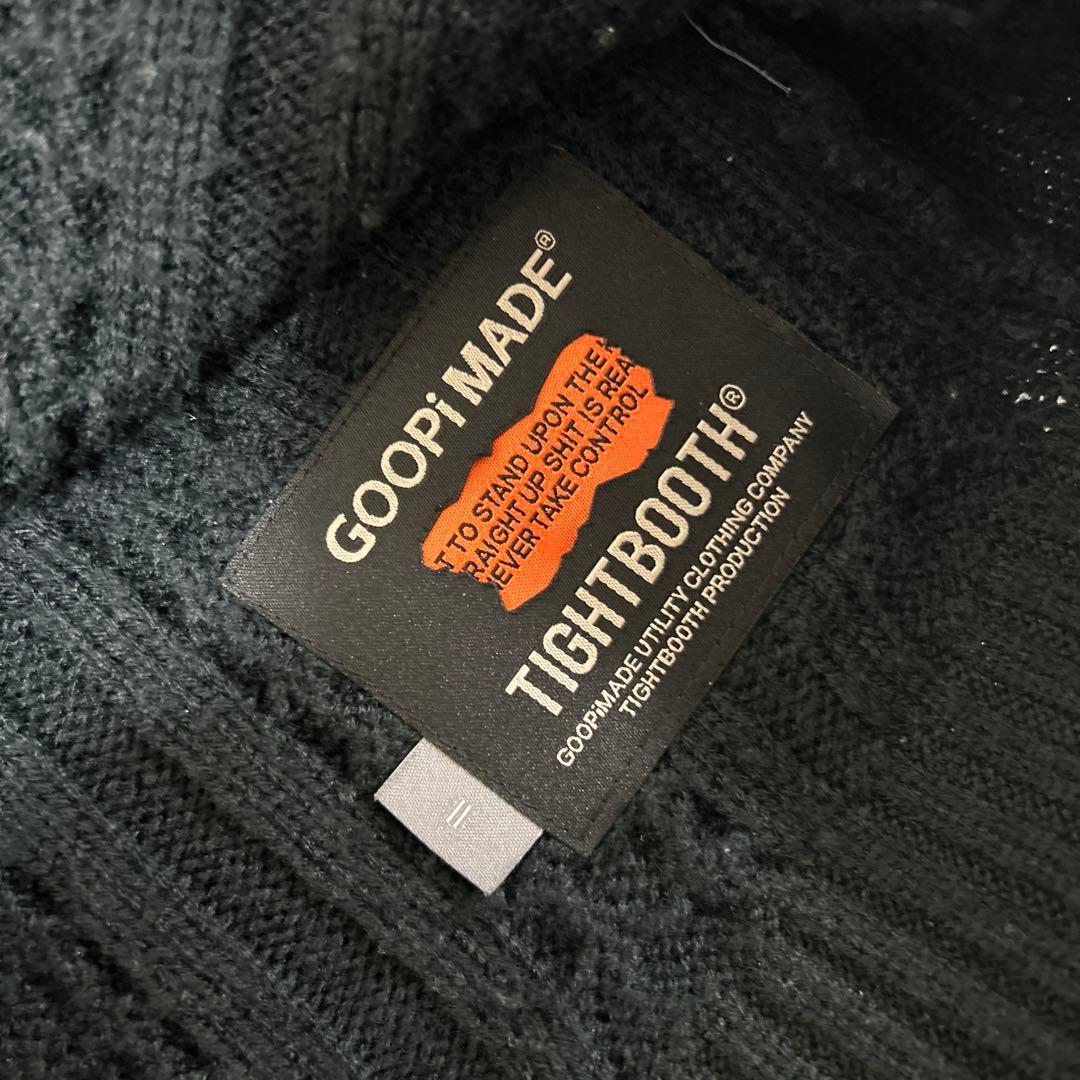 GOOPi MADE®
T TO STAND UPON THE
RAIGHT UP SHIT IS REA
EVER TAKE CONTROL
TIGHTBOOTH®
GOOPiMADE UTILITY CLOTHING COMPANY
TIGHTBOOTH PRODUCTION
=